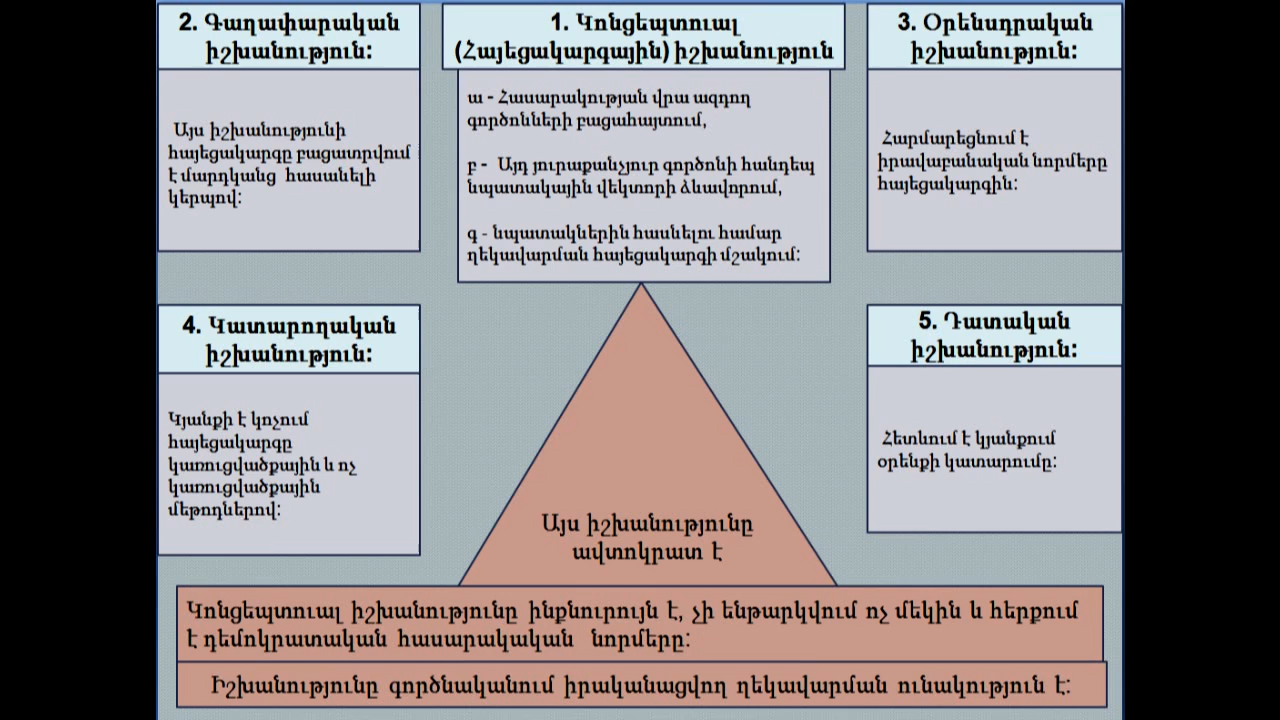 2. Գաղափարական
իշխանություն:
Այս իշխանությունի
հայեցակարգը բացատրվում
է մարդկանց հասանելի
կերպով:
1. Կոնցեպտուալ
(Հայեցակարգային) իշխանություն
ա - Հասարակության վրա ազդող
գործոնների բացահայտում,
բ - Այդ յուրաքանչյուր գործոնի հանդեպ
նպատակային վեկտորի ձևավորում,
գ - նպատակներին հասնելու համար
ղեկավարման հայեցակարգի մշակում:
3. Օրենսդրական
իշխանություն:
Հարմարեցնում է
իրավաբանական նորմերը
հայեցակարգին:
4. Կատարողական
իշխանություն:
Կյանքի է կոչում
հայեցակարգը
կառուցվածքային և ոչ
կառուցվածքային
մեթոդներով:
5. Դատական
իշխանություն:
Հետևում է կյանքում
օրենքի կատարումը:
Այս իշխանությունը
ավտոկրատ է
Կոնցեպտուալ իշխանությունը ինքնուրույն է, չի ենթարկվում ոչ մեկին և հերքում
է դեմոկրատական հասարակական նորմերը:
Իշխանությունը գործնականում իրականացվող ղեկավարման ունակություն է: